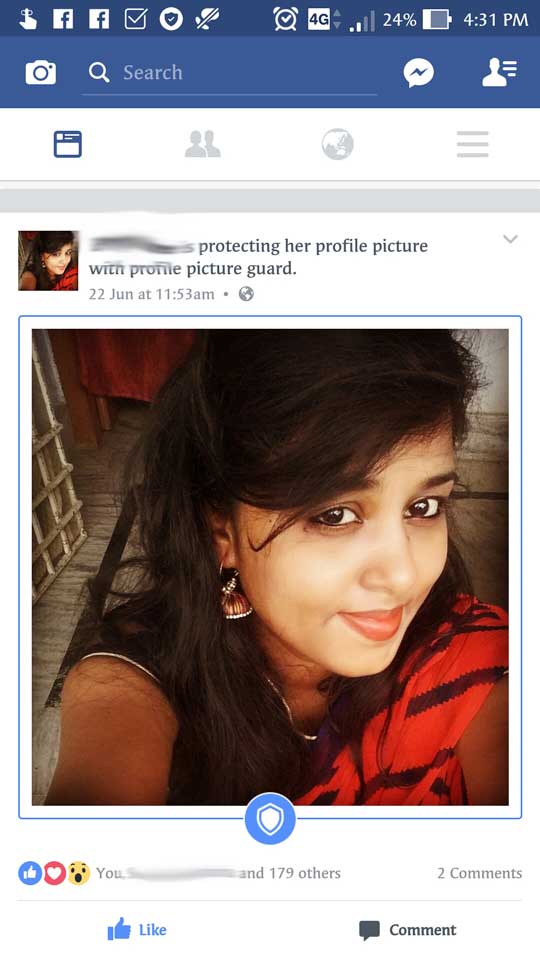 4G 24% 4:31 PM
Search
protecting her profile picture
with profile picture guard.
22 Jun at 11:53am •
You, and 179 others 2 Comments
Like Comment